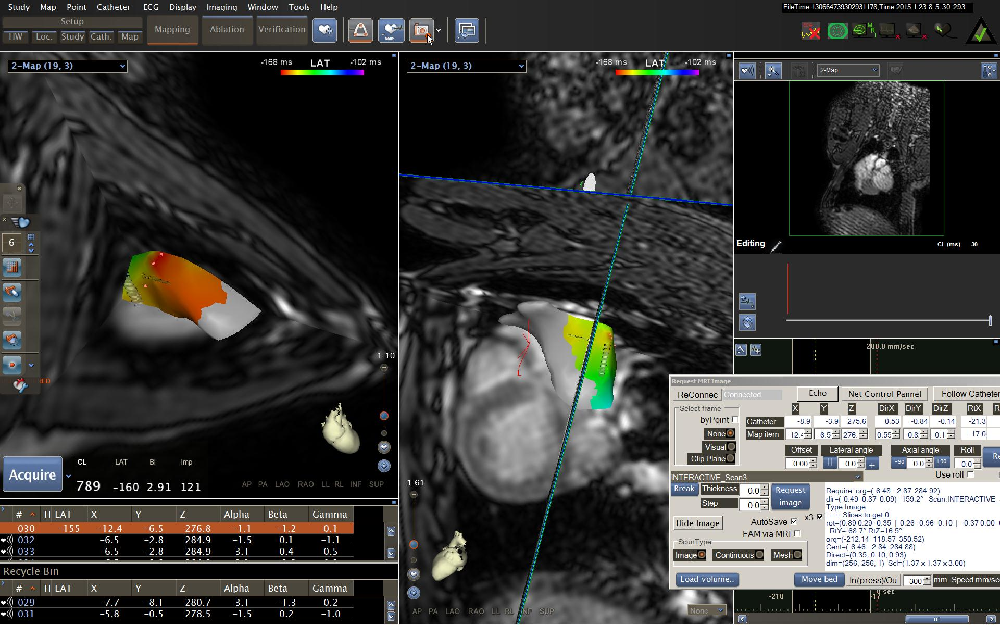 Study Map Point Catheter ECG Display Imaging Window Tools Help
FileTime:130664739302931178,Time:2015.1.23.8.5.30.293
Setup
HW Loc. Study Cath. Map
Mapping Ablation Verification
None
ECG
MRI
2-Map (19, 3)
-168 ms LAT -102 ms
2-Map (19, 3)
-168 ms LAT -102 ms
2-Map
Editing
CL (ms) 30
6
1.10
L
200.0 mm/sec
Acquire
CL LAT Bi Imp
789 -160 2.91 121
AP PA LAO RAO LL RL INF SUP
1.61
AP PA LAO RAO LL RL INF SUP
None
# H LAT X Y Z Alpha Beta Gamma
030 -155 -12.4 -6.5 276.8 -1.1 -1.2 0.1
032 -6.5 -2.8 284.9 -1.5 0.1 -1.1
033 -6.5 -2.8 284.9 3.1 0.4 0.5
Recycle Bin
# H LAT X Y Z Alpha Beta Gamma
029 -7.7 -8.1 280.7 3.1 -1.3 0.2
031 -5.8 -0.5 278.5 -1.5 0.2 -1.0
Request MRI Image
ReConnec Connected Echo Net Control Pannel Follow Catheter
Select frame
byPoint
None
Visual
Clip Plane
X Y Z DirX DirY DirZ RtX
Catheter -8.9 -3.9 275.6 0.53 -0.84 -0.14 -21.3
Map item -12.4 -6.5 276. 0.55 -0.8 -0.1 -17.0
Offset Lateral angle Axial angle Roll
0.00 || 0.0 + -90 0.0 +90 0.0 Re
Use roll
INTERACTIVE_Scan3
Break Thickness 0.0 Request image
Step 0.0
Hide Image AutoSave x3
FAM via MRI
ScanType
Image Continuous Mesh
Require: org=(-6.48 -2.87 284.92)
dir=(-0.49 0.87 0.09) -159.2° Scan:INTERACTIVE_
Type:Image
----- Slices to get:0
rot=(0.89 0.29 -0.35 | 0.26 -0.96 -0.10 | -0.37 0.00 -
RtY=-68.7° RtZ=16.5°
org=(-212.14 118.57 350.52)
Cent=(-6.46 -2.84 284.88)
Direct=(0.35, 0.10, 0.93)
dim=(256, 256, 1) Scl=(1.37 x 1.37 x 3.00)
Load volume.. Move bed In(press)/Ou 300 mm Speed mm/sec
-218 -17